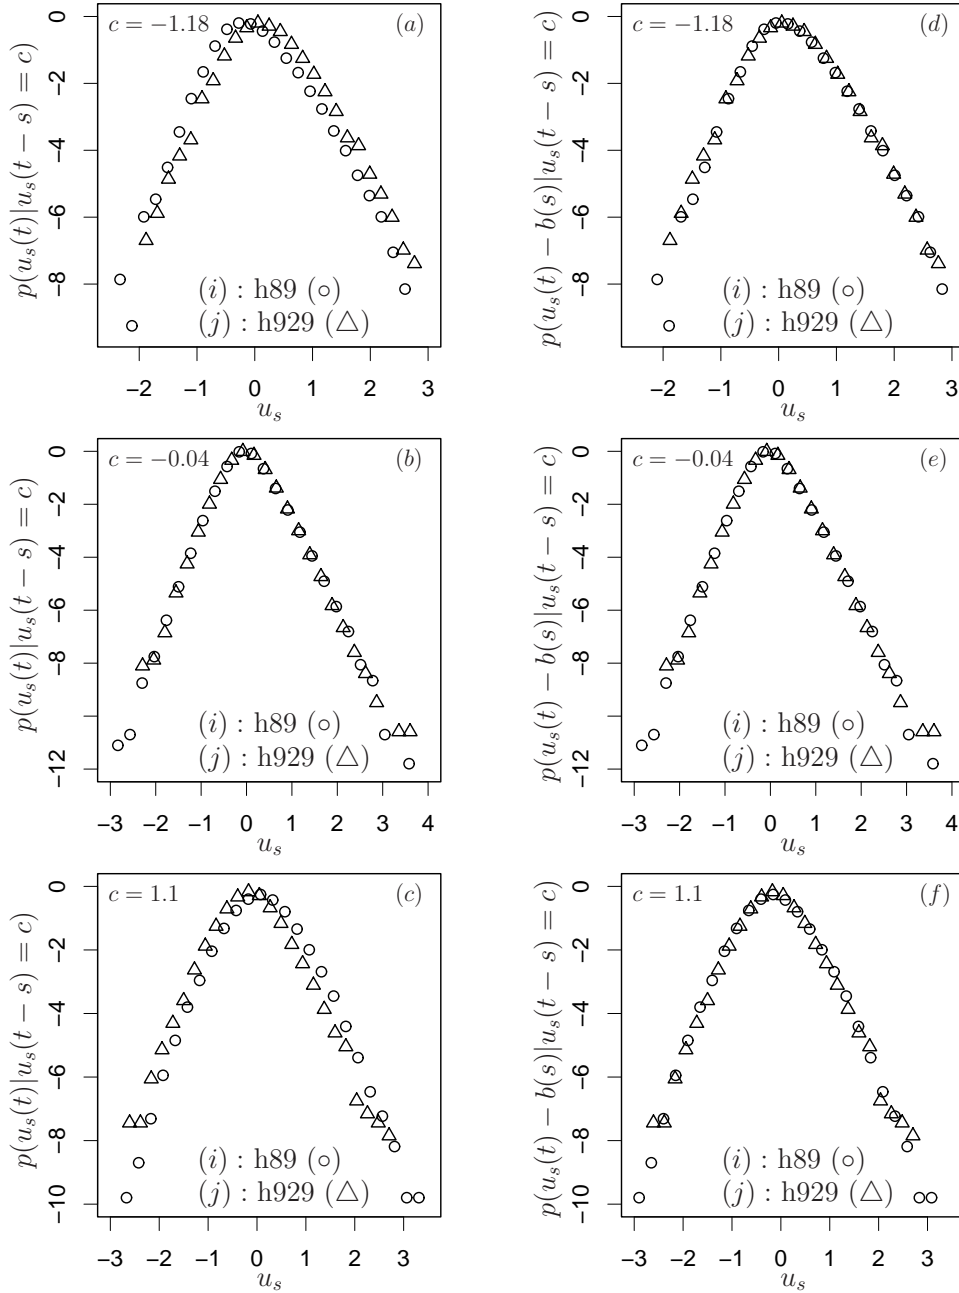 c = −1.18 (a)
p(u_s(t)|u_s(t − s) = c)
0
−2
−4
−6
−8
(i) : h89 (○)
(j) : h929 (△)
−2 −1 0 1 2 3
u_s
c = −1.18 (d)
p(u_s(t) − b(s)|u_s(t − s) = c)
0
−2
−4
−6
−8
(i) : h89 (○)
(j) : h929 (△)
−2 −1 0 1 2 3
u_s
c = −0.04 (b)
p(u_s(t)|u_s(t − s) = c)
0
−2
−4
−6
−8
−12
(i) : h89 (○)
(j) : h929 (△)
−3 −2 −1 0 1 2 3 4
u_s
c = −0.04 (e)
p(u_s(t) − b(s)|u_s(t − s) = c)
0
−2
−4
−6
−8
−12
(i) : h89 (○)
(j) : h929 (△)
−3 −2 −1 0 1 2 3 4
u_s
c = 1.1 (c)
p(u_s(t)|u_s(t − s) = c)
0
−2
−4
−6
−8
−10
(i) : h89 (○)
(j) : h929 (△)
−3 −2 −1 0 1 2 3
u_s
c = 1.1 (f)
p(u_s(t) − b(s)|u_s(t − s) = c)
0
−2
−4
−6
−8
−10
(i) : h89 (○)
(j) : h929 (△)
−3 −2 −1 0 1 2 3
u_s